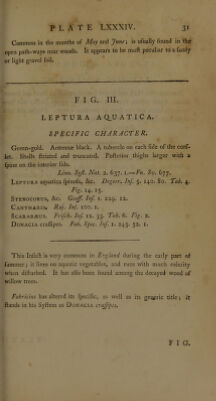 PLATE LXXXIV. 31
Common in the months of May and June; is usually found in the
open path-ways near woods. It appears to be most peculiar to a sandy
or light gravel soil.
FIG. III.
LEPTURA AQUATICA.
SPECIFIC CHARACTER.
Green-gold. Antennæ black. A tubercle on each side of the corslet.
Shells striated and truncated. Posterior thighs larger with a
spine on the interior side.
Linn. Syst. Nat. 2. 637. 1.—Fn. Sv. 677.
LEPTURA aquatica spinosa, &c. Degeer. Inf. 5. 140. 80. Tab. 4.
Fig. 14. 15.
STENOCORUS, &c. Geoff. Inf. 1. 229. 12.
CANTHARIS, Raj. Inf. 100. 1.
SCARABÆUS. Frisch. Inf. 12. 33. Tab. 6. Fig. 2.
DONACIA crassipes. Fab. Spec. Inf. 1. 245. 52. 1.
This Insect is very common in England during the early part of
summer; it lives on aquatic vegetables, and runs with much velocity
when disturbed. It has also been found among the decayed wood of
willow trees.
Fabricius has altered its specific, as well as its generic title; it
stands in his System as DONACIA crassipes.
FIG.